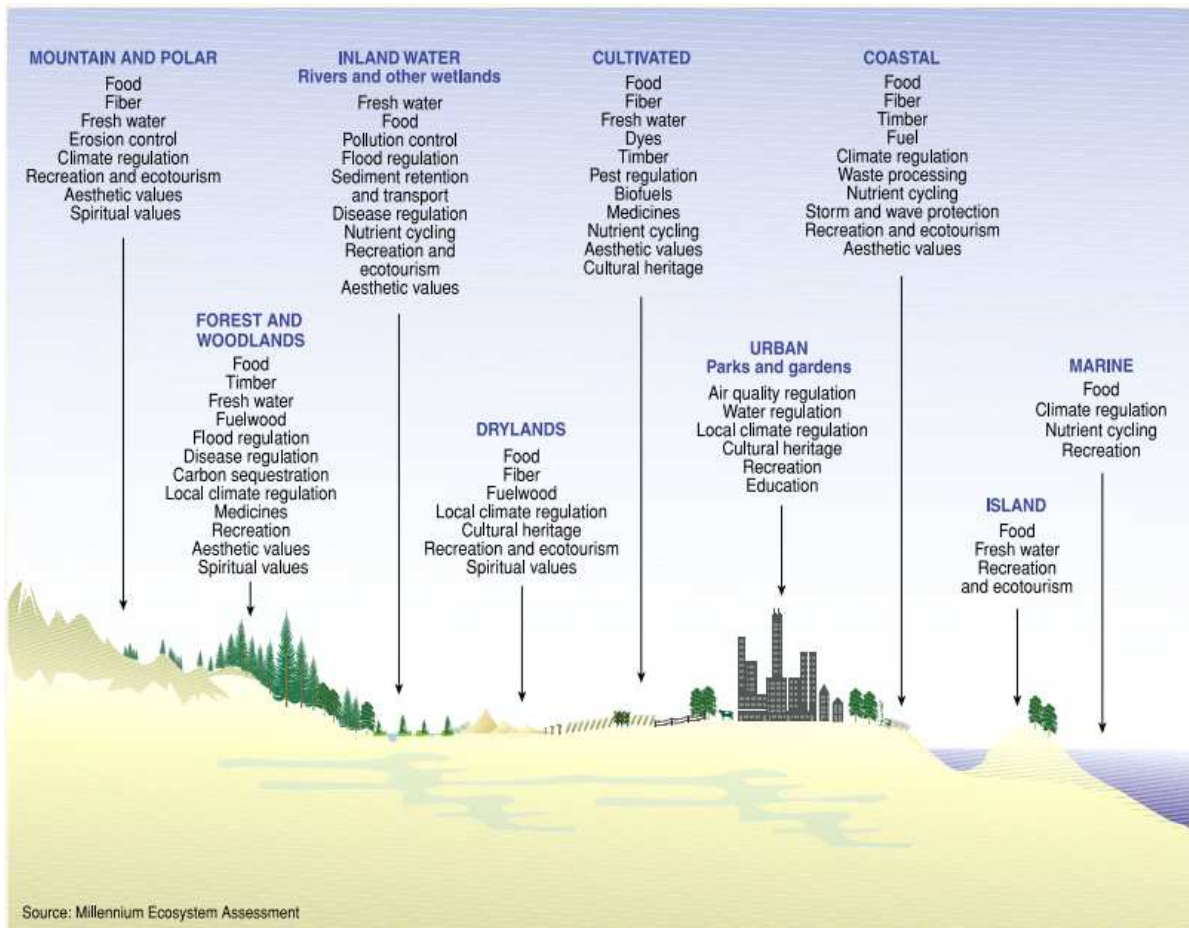 MOUNTAIN AND POLAR
Food
Fiber
Fresh water
Erosion control
Climate regulation
Recreation and ecotourism
Aesthetic values
Spiritual values
INLAND WATER
Rivers and other wetlands
Fresh water
Food
Pollution control
Flood regulation
Sediment retention
and transport
Disease regulation
Nutrient cycling
Recreation and
ecotourism
Aesthetic values
CULTIVATED
Food
Fiber
Fresh water
Dyes
Timber
Pest regulation
Biofuels
Medicines
Nutrient cycling
Aesthetic values
Cultural heritage
COASTAL
Food
Fiber
Timber
Fuel
Climate regulation
Waste processing
Nutrient cycling
Storm and wave protection
Recreation and ecotourism
Aesthetic values
FOREST AND
WOODLANDS
Food
Timber
Fresh water
Fuelwood
Flood regulation
Disease regulation
Carbon sequestration
Local climate regulation
Medicines
Recreation
Aesthetic values
Spiritual values
DRYLANDS
Food
Fiber
Fuelwood
Local climate regulation
Cultural heritage
Recreation and ecotourism
Spiritual values
URBAN
Parks and gardens
Air quality regulation
Water regulation
Local climate regulation
Cultural heritage
Recreation
Education
ISLAND
Food
Fresh water
Recreation
and ecotourism
MARINE
Food
Climate regulation
Nutrient cycling
Recreation
Source: Millennium Ecosystem Assessment